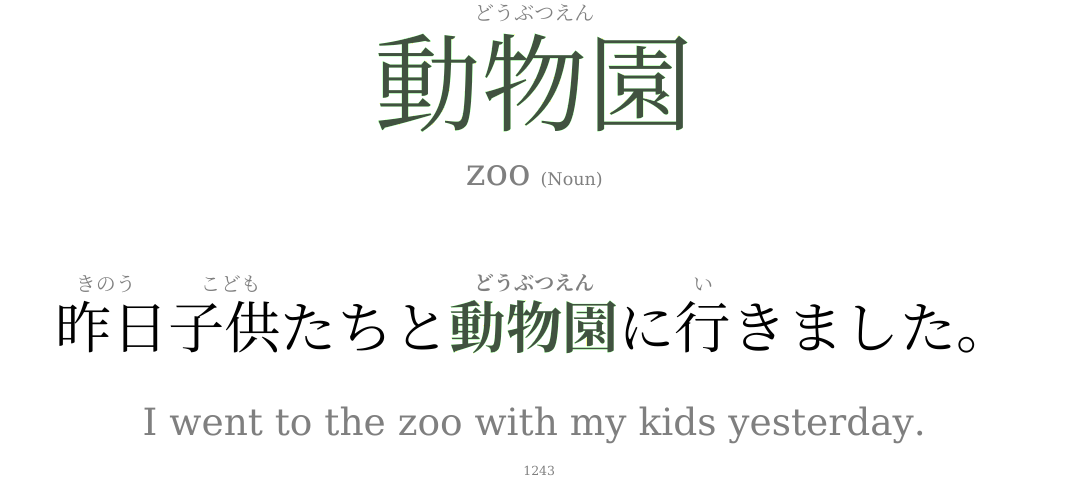 どうぶつえん
動物園
zoo (Noun)
きのう こども どうぶつえん い
昨日子供たちと動物園に行きました。
I went to the zoo with my kids yesterday.
1243